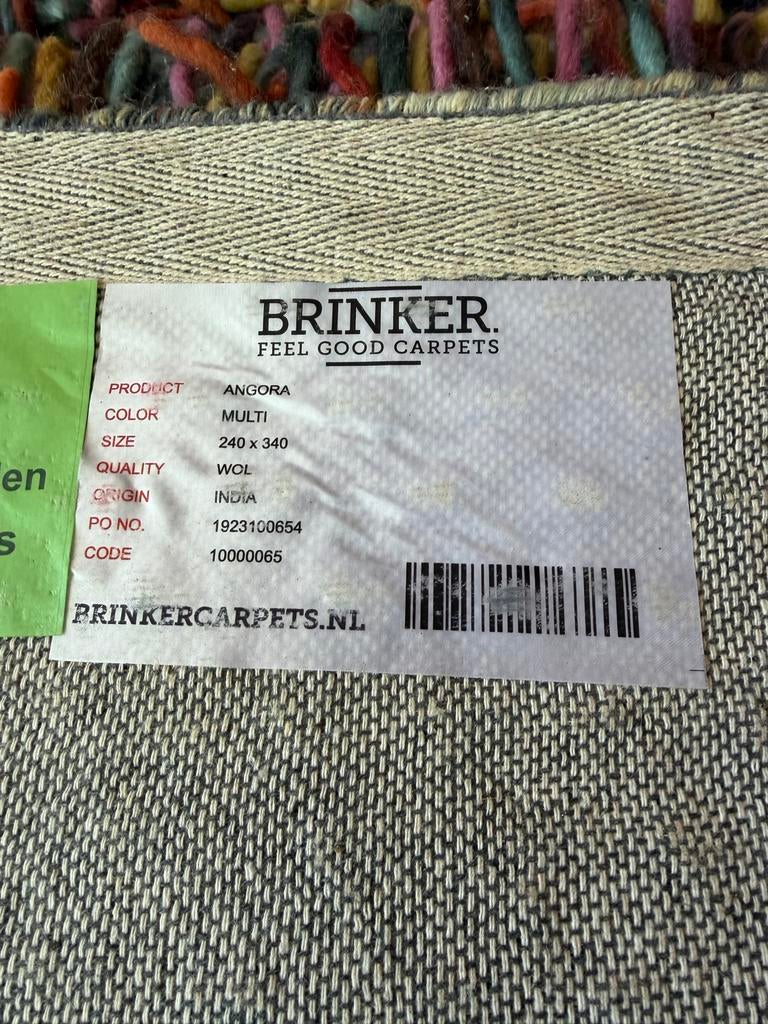 BRINKER.
FEEL GOOD CARPETS
PRODUCT ANGORA
COLOR MULTI
SIZE 240 x 340
QUALITY WOL
ORIGIN INDIA
PO NO. 1923100654
CODE 10000065
BRINKERCARPETS.NL
en
s